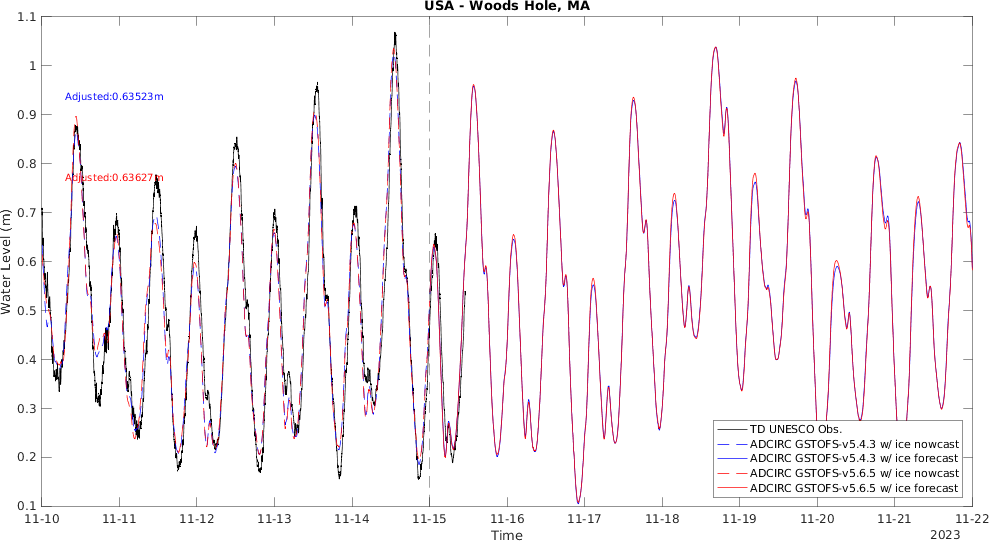 USA - Woods Hole, MA
1.1
1
0.9
0.8
0.7
0.6
0.5
0.4
0.3
0.2
0.1
Water Level (m)
Adjusted:0.63523m
Adjusted:0.63627m
TD UNESCO Obs.
ADCIRC GSTOFS-v5.4.3 w/ ice nowcast
ADCIRC GSTOFS-v5.4.3 w/ ice forecast
ADCIRC GSTOFS-v5.6.5 w/ ice nowcast
ADCIRC GSTOFS-v5.6.5 w/ ice forecast
11-10 11-11 11-12 11-13 11-14 11-15 11-16 11-17 11-18 11-19 11-20 11-21 11-22
Time
2023